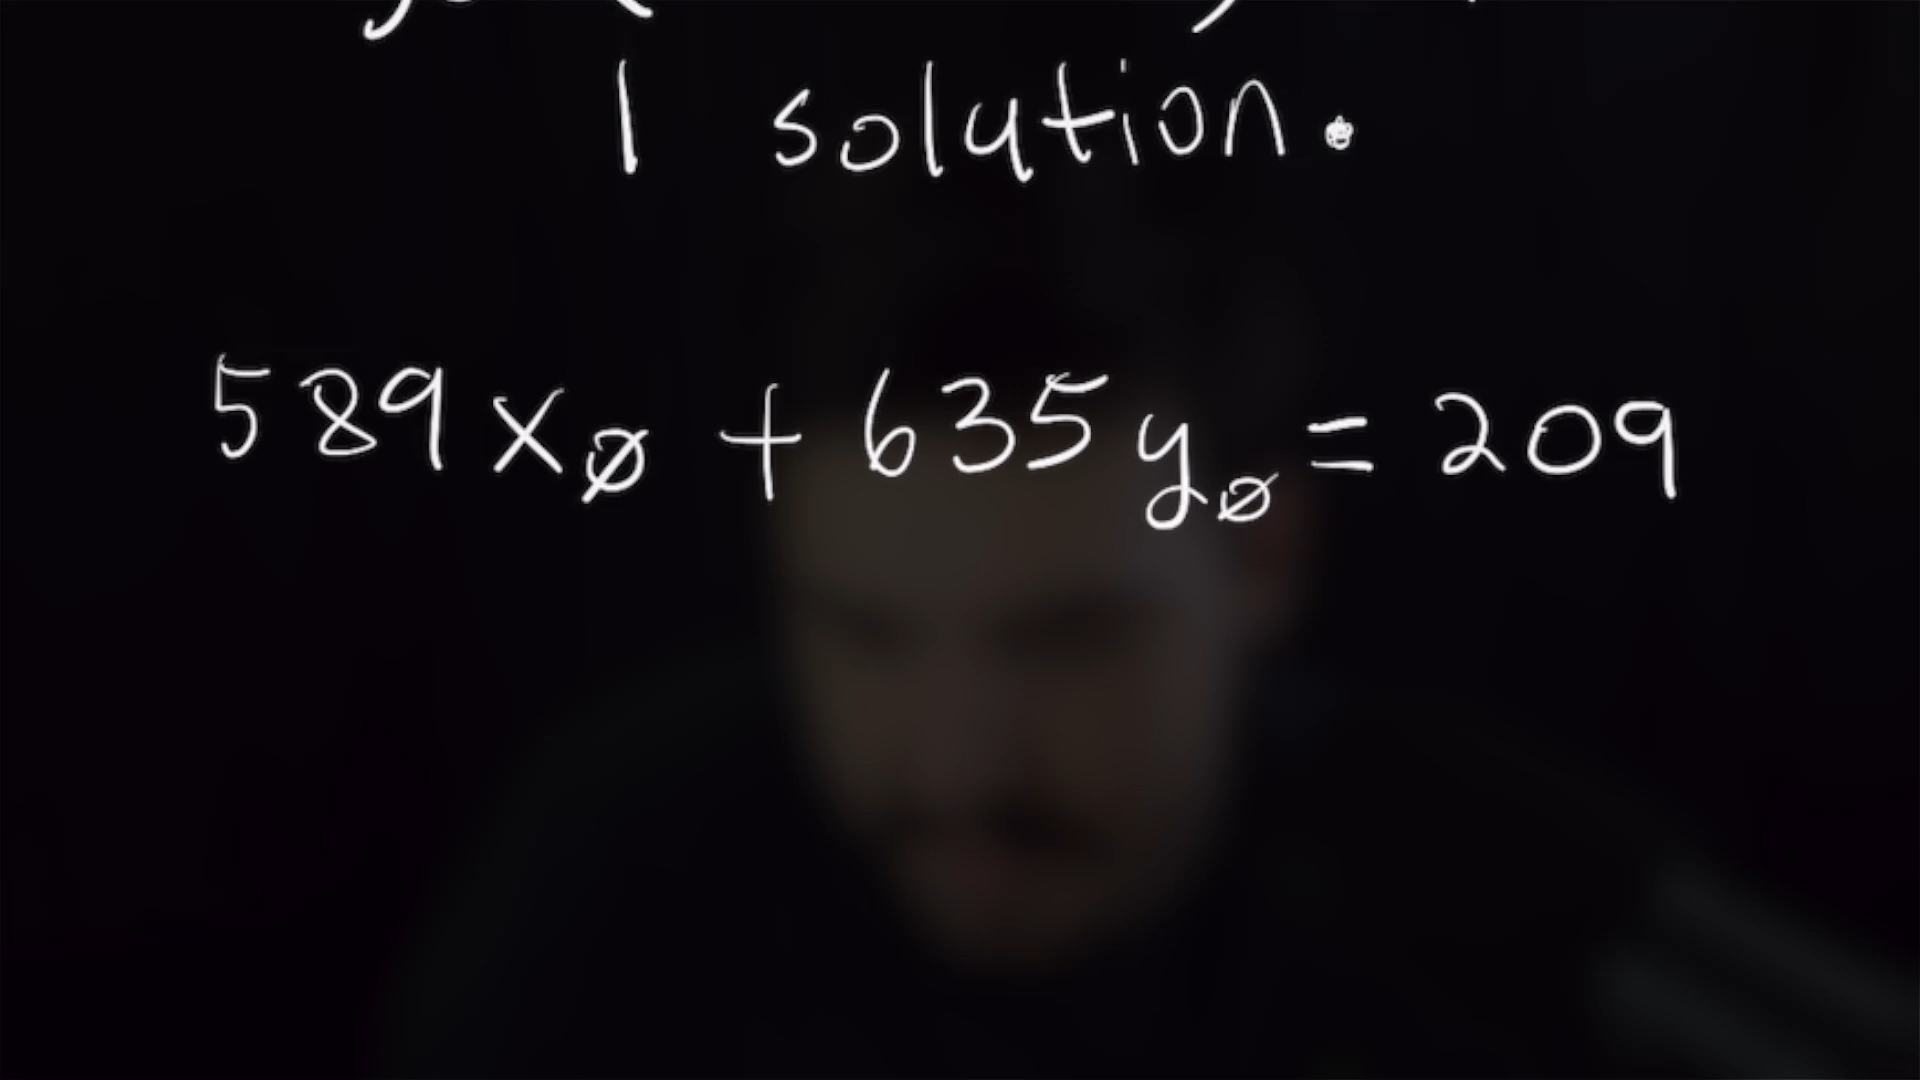 1 solution.
589x₀ + 635y₀ = 209